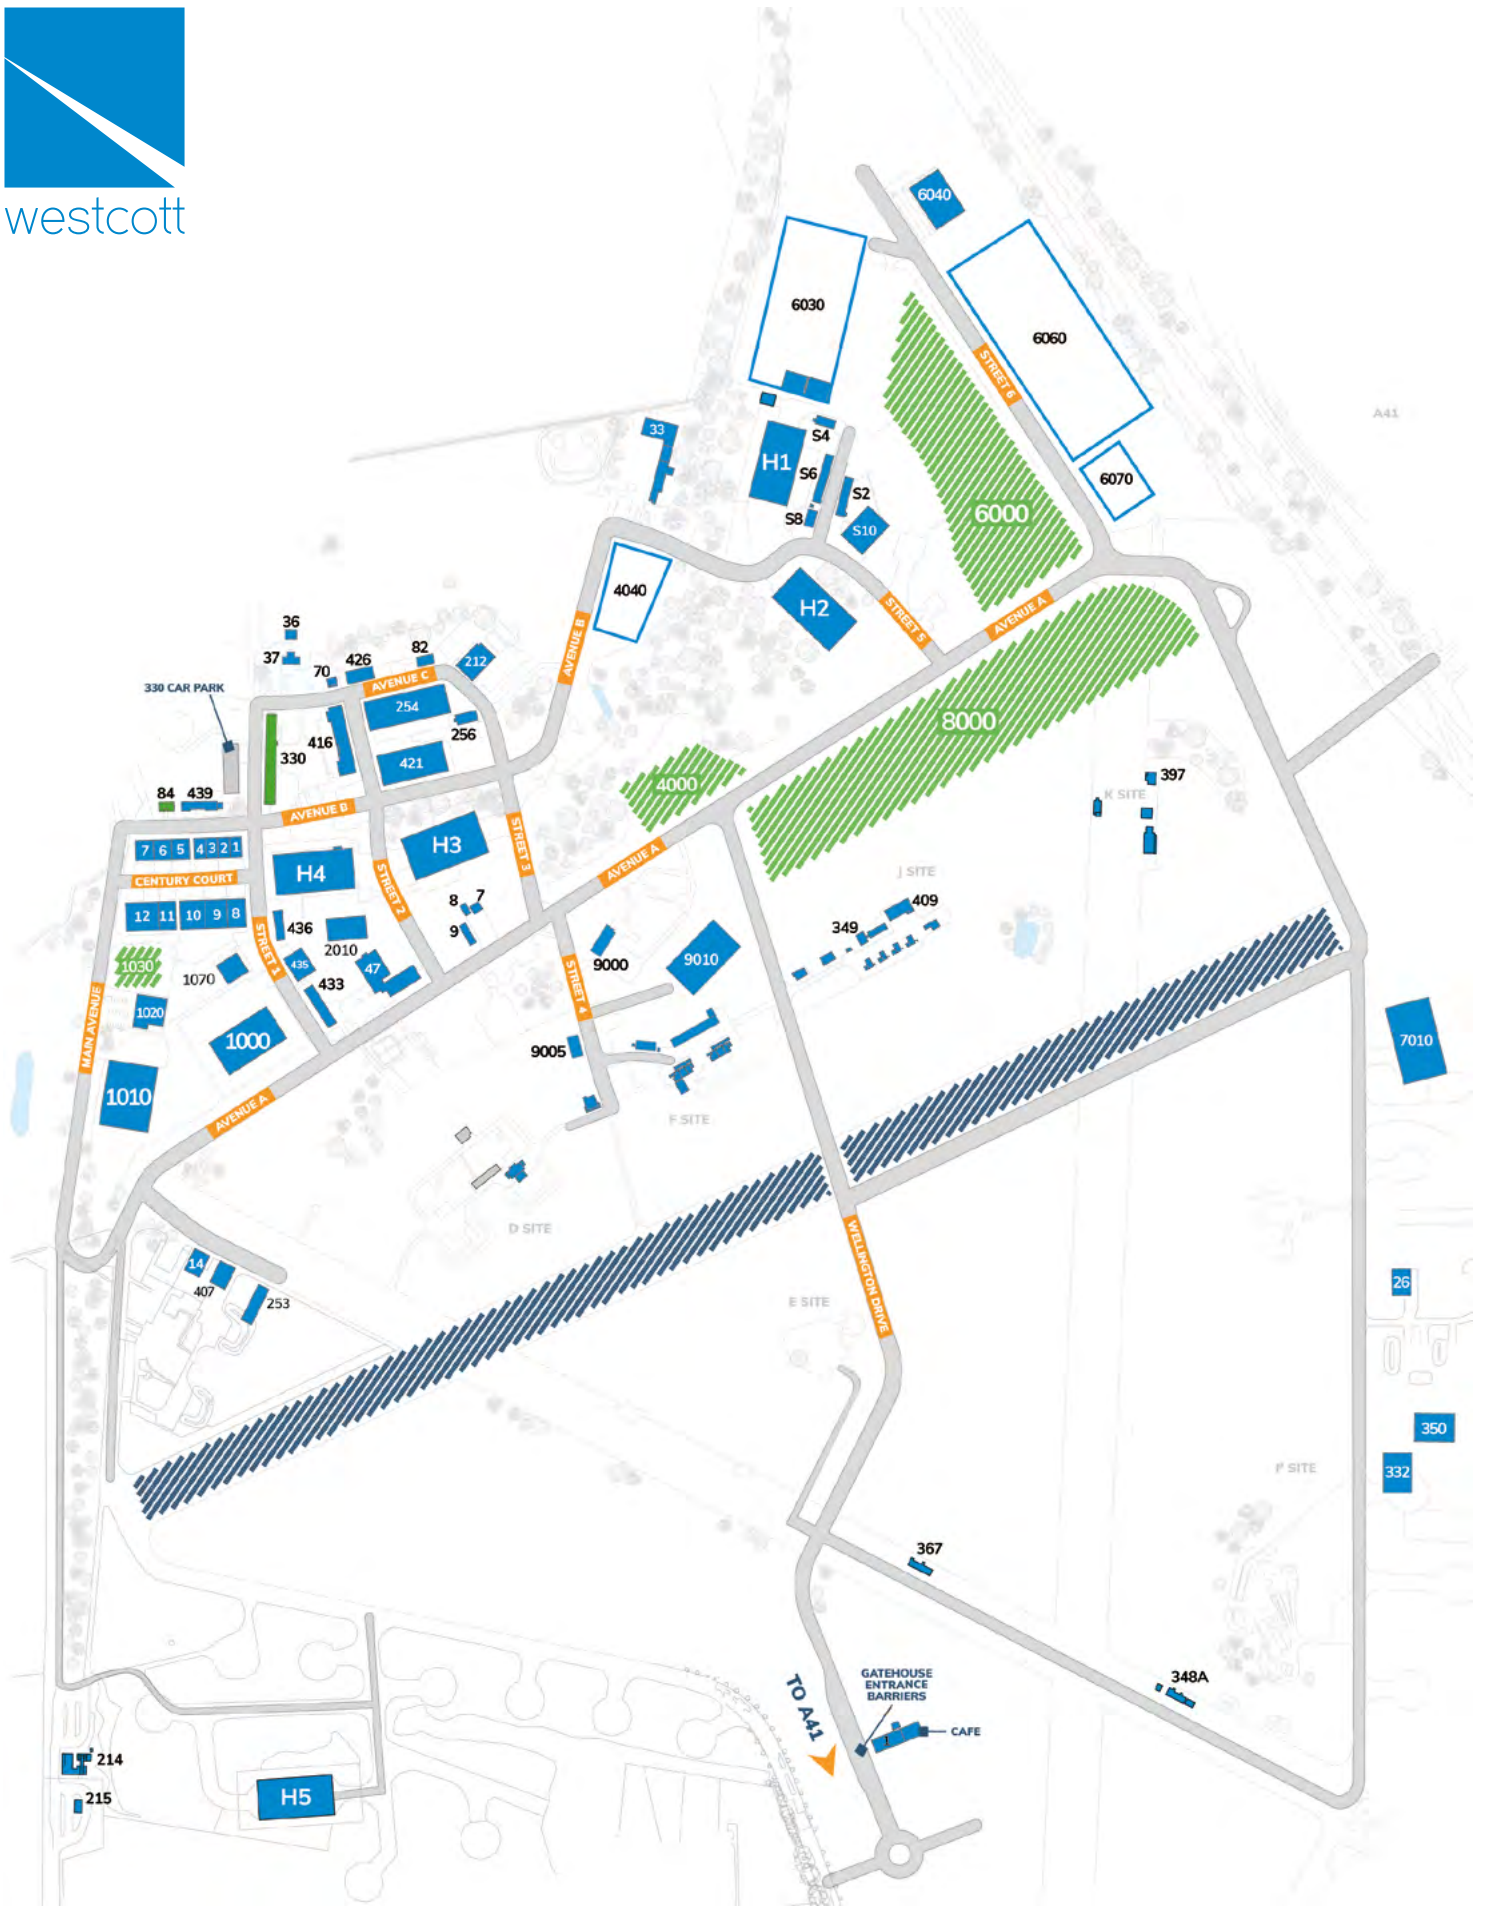 westcott
6040
6030
6060
STREET 6
A41
33
S4
H1
S6
6070
S2
S8
6000
S10
4040
H2
STREET 5
AVENUE A
36
AVENUE B
37
82
212
70
426
AVENUE C
330 CAR PARK
254
8000
256
416
330
421
4000
397
K SITE
84
439
AVENUE B
STREET 3
7 6 5 4 3 2 1
H3
AVENUE A
CENTURY COURT
H4
STREET 2
J SITE
8
7
409
12 11 10 9 8
436
349
9
2010
STREET 1
9010
9000
1030
435
47
1070
433
STREET 4
1020
MAIN AVENUE
1000
7010
9005
1010
AVENUE A
F SITE
D SITE
WELLINGTON DRIVE
14
407
253
26
E SITE
350
P SITE
332
367
348A
TO A41
GATEHOUSE
ENTRANCE
BARRIERS
CAFE
214
215
H5